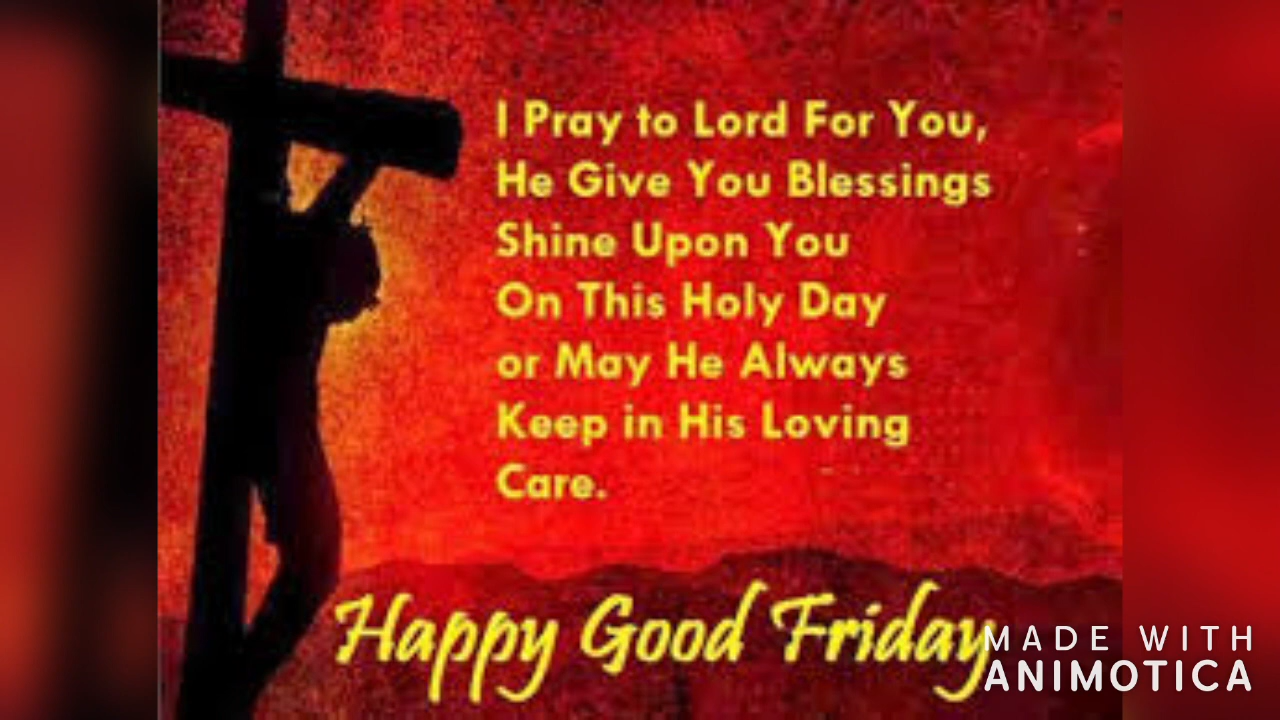 I Pray to Lord For You,
He Give You Blessings
Shine Upon You
On This Holy Day
or May He Always
Keep in His Loving
Care.
Happy Good Friday
MADE WITH
ANIMOTICA